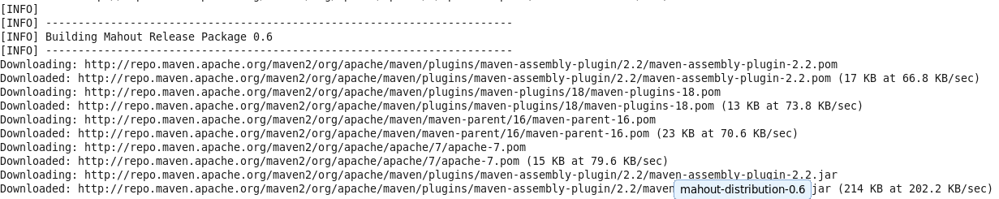 [INFO]
[INFO] ------------------------------------------------------------------------
[INFO] Building Mahout Release Package 0.6
[INFO] ------------------------------------------------------------------------
Downloading: http://repo.maven.apache.org/maven2/org/apache/maven/plugins/maven-assembly-plugin/2.2/maven-assembly-plugin-2.2.pom
Downloaded: http://repo.maven.apache.org/maven2/org/apache/maven/plugins/maven-assembly-plugin/2.2/maven-assembly-plugin-2.2.pom (17 KB at 66.8 KB/sec)
Downloading: http://repo.maven.apache.org/maven2/org/apache/maven/plugins/maven-plugins/18/maven-plugins-18.pom
Downloaded: http://repo.maven.apache.org/maven2/org/apache/maven/plugins/maven-plugins/18/maven-plugins-18.pom (13 KB at 73.8 KB/sec)
Downloading: http://repo.maven.apache.org/maven2/org/apache/maven/maven-parent/16/maven-parent-16.pom
Downloaded: http://repo.maven.apache.org/maven2/org/apache/maven/maven-parent/16/maven-parent-16.pom (23 KB at 70.6 KB/sec)
Downloading: http://repo.maven.apache.org/maven2/org/apache/apache/7/apache-7.pom
Downloaded: http://repo.maven.apache.org/maven2/org/apache/apache/7/apache-7.pom (15 KB at 79.6 KB/sec)
Downloading: http://repo.maven.apache.org/maven2/org/apache/maven/plugins/maven-assembly-plugin/2.2/maven-assembly-plugin-2.2.jar
Downloaded: http://repo.maven.apache.org/maven2/org/apache/maven/plugins/maven-assembly-plugin/2.2/maven jar (214 KB at 202.2 KB/sec)
mahout-distribution-0.6